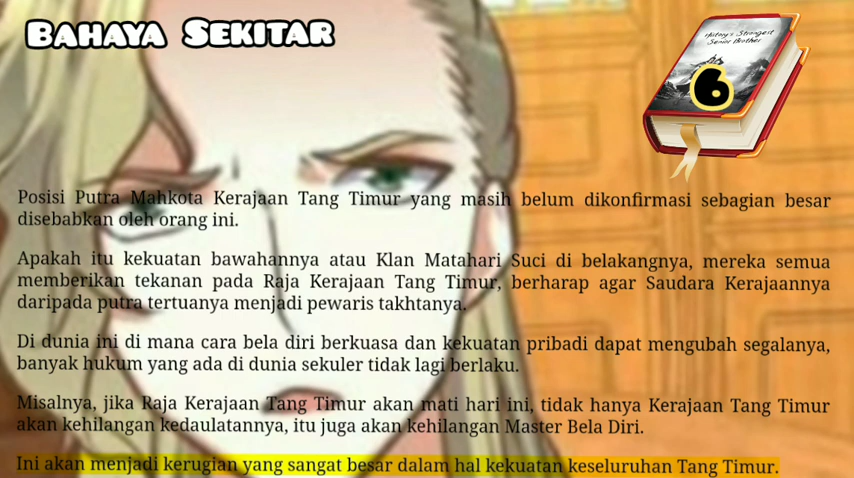 Bahaya Sekitar
History's Strongest
Senior Brother
6
Posisi Putra Mahkota Kerajaan Tang Timur yang masih belum dikonfirmasi sebagian besar
disebabkan oleh orang ini.
Apakah itu kekuatan bawahannya atau Klan Matahari Suci di belakangnya, mereka semua
memberikan tekanan pada Raja Kerajaan Tang Timur, berharap agar Saudara Kerajaannya
daripada putra tertuanya menjadi pewaris takhtanya.
Di dunia ini di mana cara bela diri berkuasa dan kekuatan pribadi dapat mengubah segalanya,
banyak hukum yang ada di dunia sekuler tidak lagi berlaku.
Misalnya, jika Raja Kerajaan Tang Timur akan mati hari ini, tidak hanya Kerajaan Tang Timur
akan kehilangan kedaulatannya, itu juga akan kehilangan Master Bela Diri.
Ini akan menjadi kerugian yang sangat besar dalam hal kekuatan keseluruhan Tang Timur.